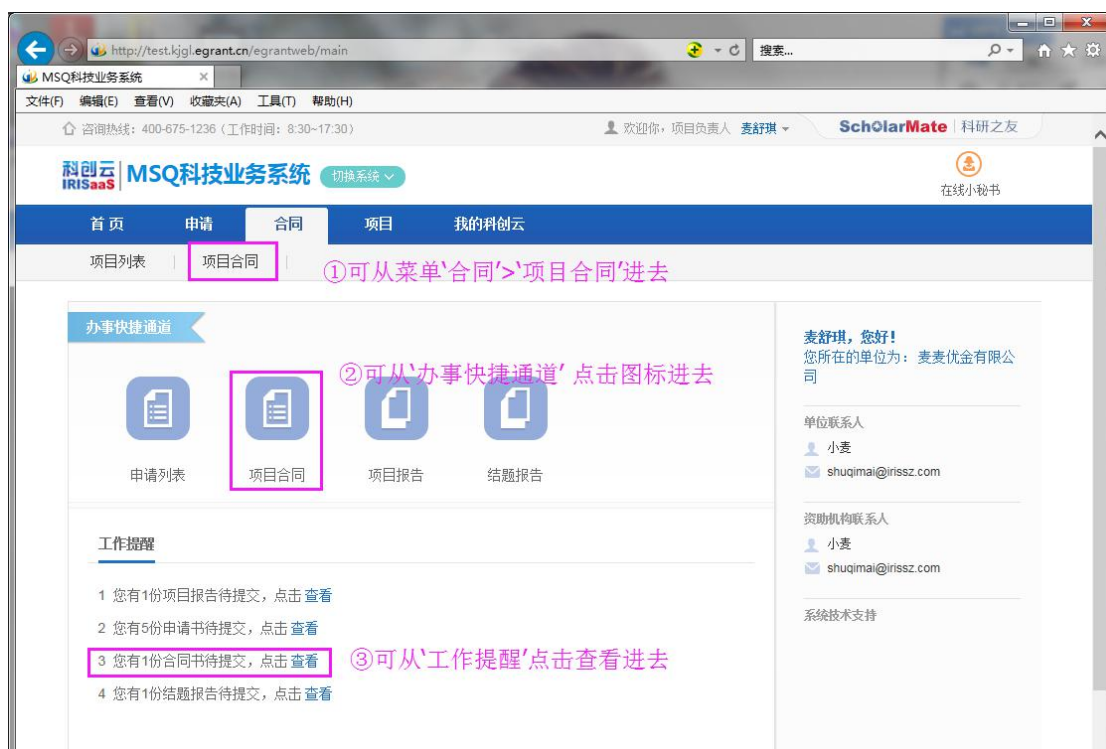 http://test.kjgl.egrant.cn/egrantweb/main
搜索...
MSQ科技业务系统
文件(F) 编辑(E) 查看(V) 收藏夹(A) 工具(T) 帮助(H)
咨询热线：400-675-1236（工作时间：8:30~17:30）
欢迎你，项目负责人 麦舒琪
ScholarMate 科研之友
科创云
IRISaaS
MSQ科技业务系统
切换系统
在线小秘书
首页 申请 合同 项目 我的科创云
项目列表 项目合同
①可从菜单‘合同’>‘项目合同’进去
办事快捷通道
②可从‘办事快捷通道’ 点击图标进去
申请列表 项目合同 项目报告 结题报告
工作提醒
1 您有1份项目报告待提交，点击 查看
2 您有5份申请书待提交，点击 查看
3 您有1份合同书待提交，点击 查看
③可从‘工作提醒’点击查看进去
4 您有1份结题报告待提交，点击 查看
麦舒琪，您好！
您所在的单位为：麦麦优金有限公
司
单位联系人
小麦
shuqimai@irissz.com
资助机构联系人
小麦
shuqimai@irissz.com
系统技术支持